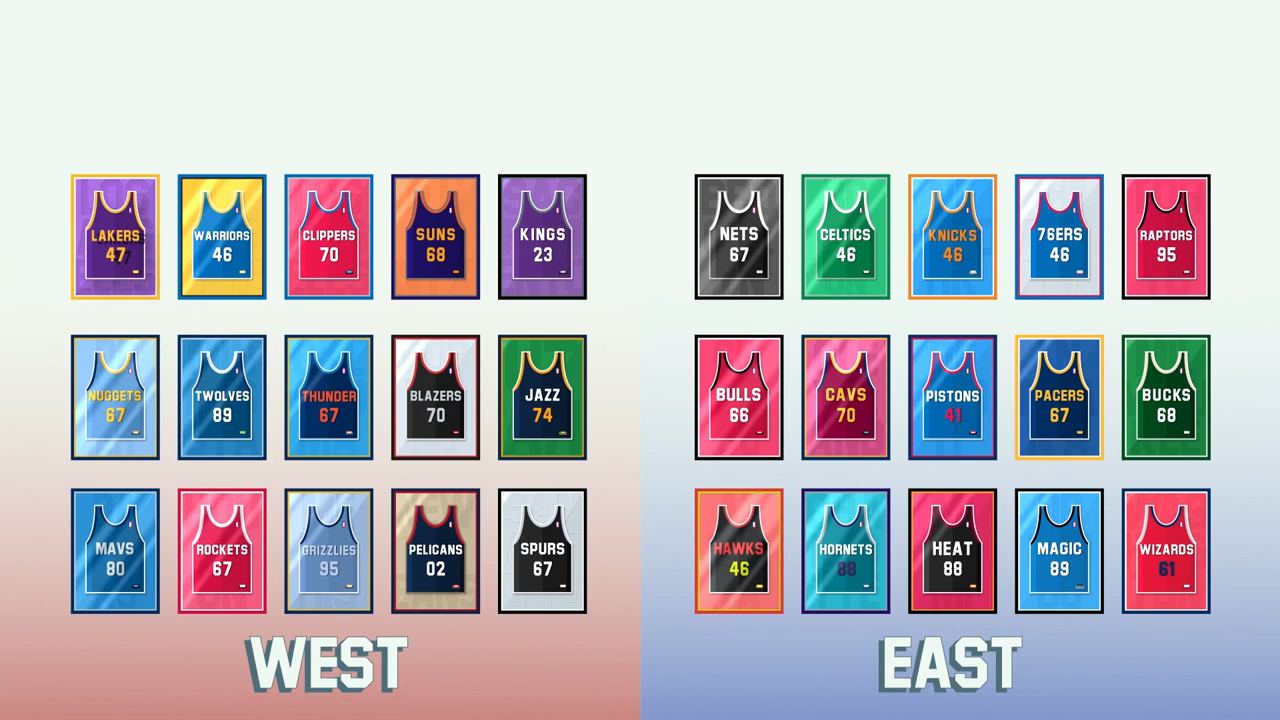 LAKERS
47
WARRIORS
46
CLIPPERS
70
SUNS
68
KINGS
23
NETS
67
CELTICS
46
KNICKS
46
76ERS
46
RAPTORS
95
NUGGETS
67
TWOLVES
89
THUNDER
67
BLAZERS
70
JAZZ
74
BULLS
66
CAVS
70
PISTONS
41
PACERS
67
BUCKS
68
MAVS
80
ROCKETS
67
GRIZZLIES
95
PELICANS
02
SPURS
67
HAWKS
46
HORNETS
88
HEAT
88
MAGIC
89
WIZARDS
61
WEST
EAST